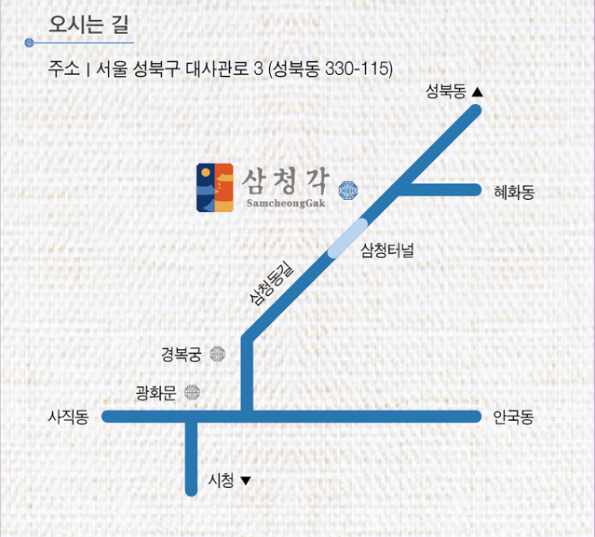 오시는 길
주소 | 서울 성북구 대사관로 3 (성북동 330-115)
성북동 ▲
삼청각
SamcheongGak
혜화동
삼청터널
삼청동길
경복궁
광화문
사직동
안국동
시청 ▼